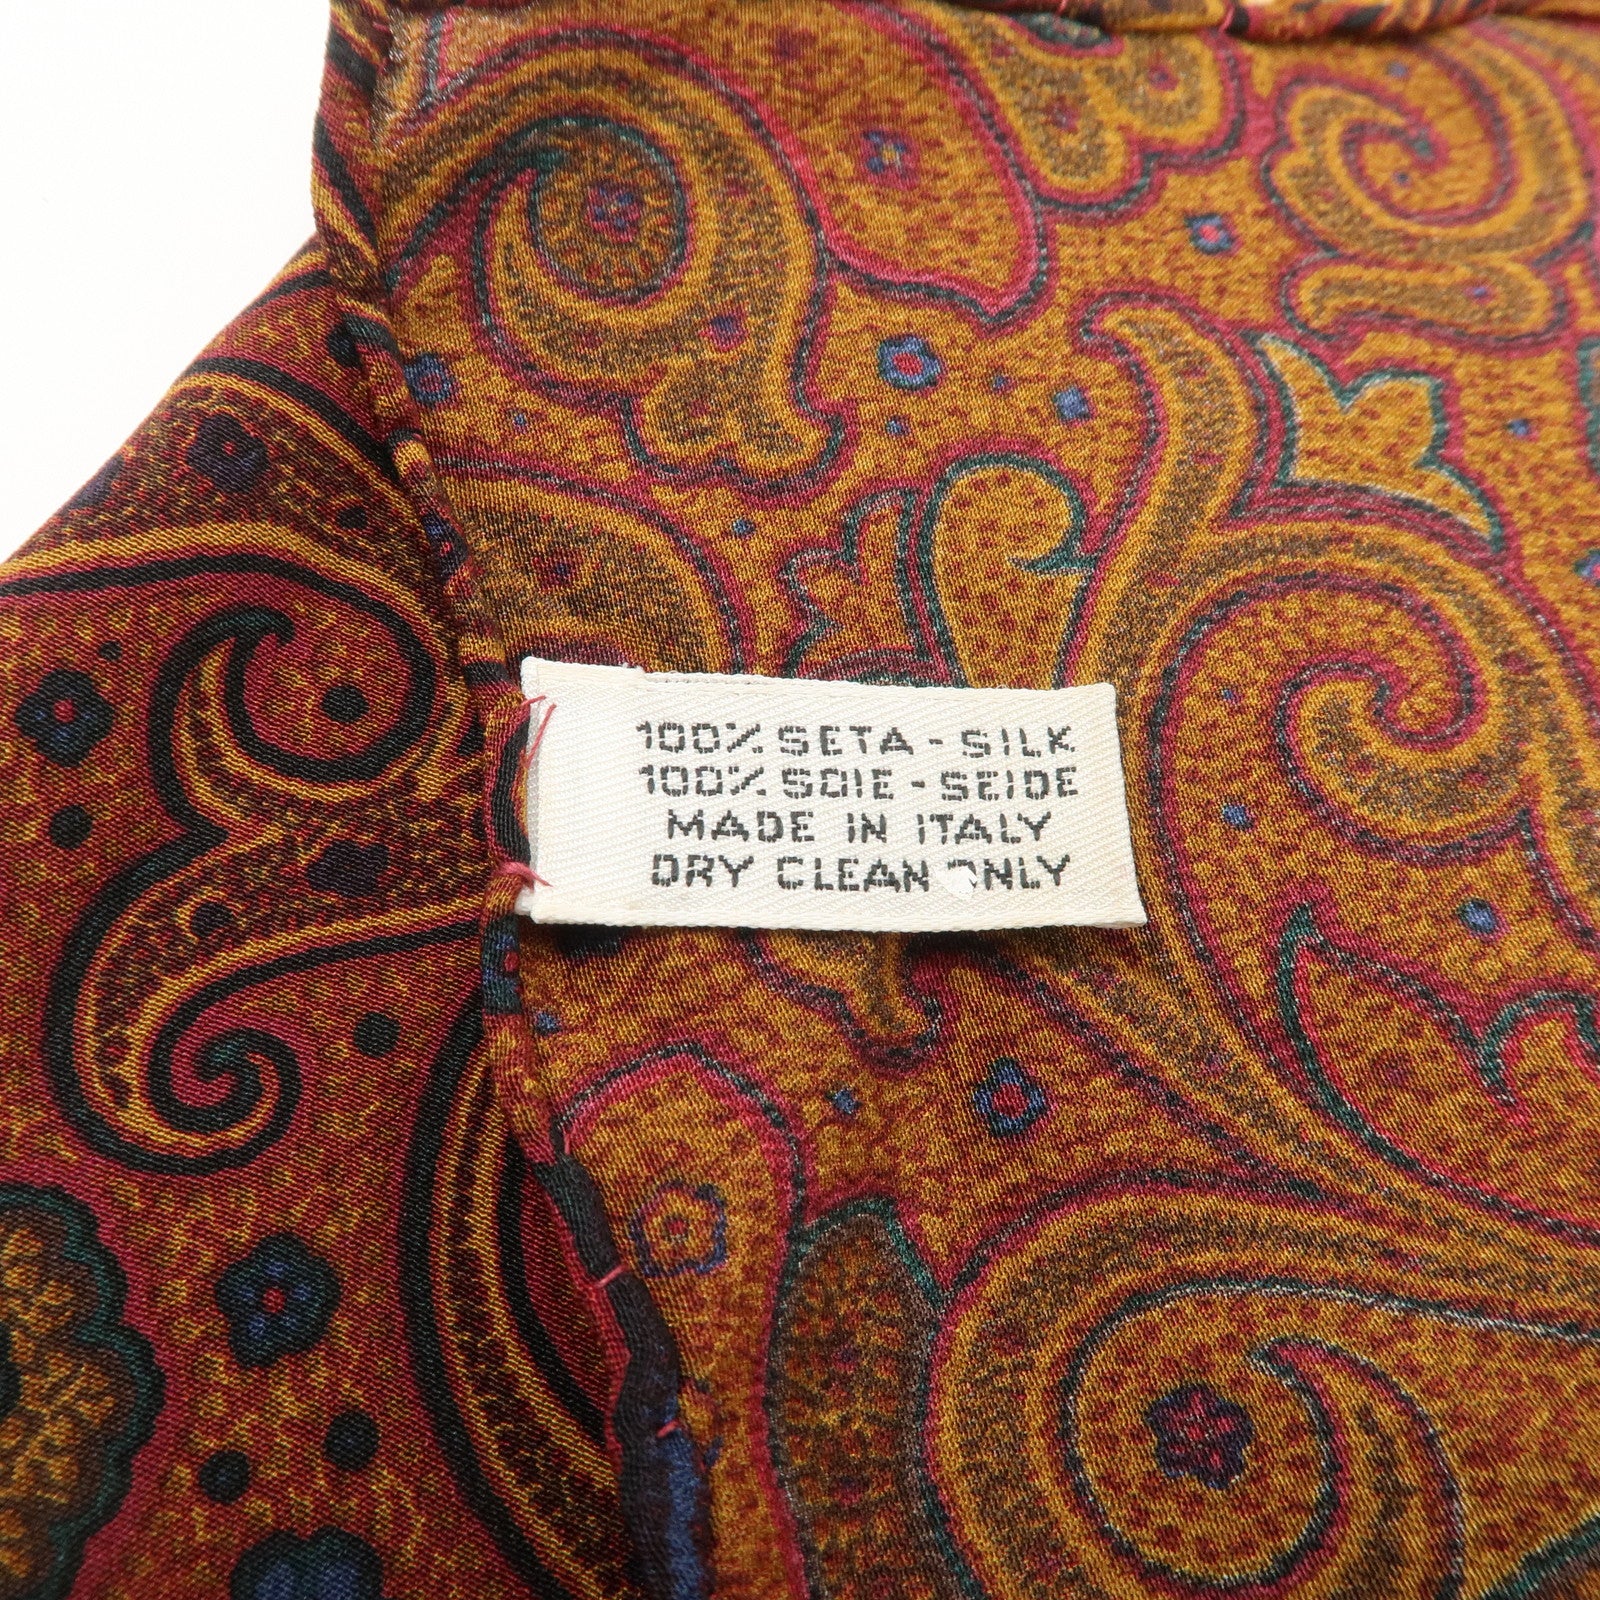 100% SETA - SILK
100% SOIE - SEIDE
MADE IN ITALY
DRY CLEAN ONLY